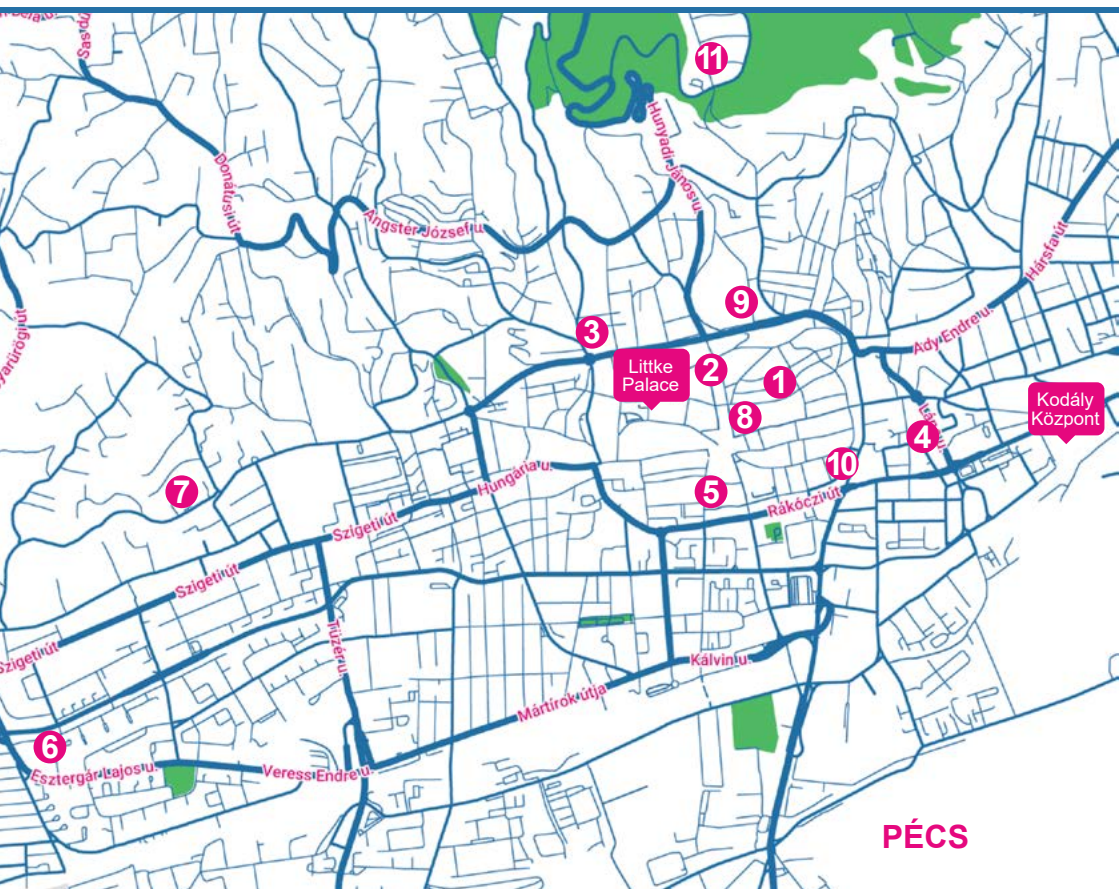 Sas dű.
11
Hunyadi János u.
Donátusi út
Angster József u.
Hársfa út
9
3
Ady Endre u.
Littke
Palace
2
1
Kodály
Központ
8
4
10
Hungária u.
7
5
Rákóczi út
Szigeti út
Szigeti út
Szigeti út
Tüzér u.
Kálvin u.
Mártírok útja
6
Esztergár Lajos u.
Veress Endre u.
PÉCS